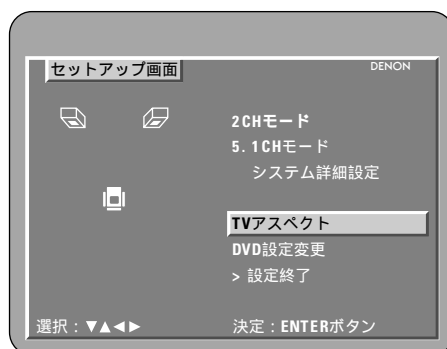 セットアップ画面
DENON
2CHモード
5.1CHモード
システム詳細設定
TVアスペクト
DVD設定変更
> 設定終了
選択：▼▲◀▶
決定：ENTERボタン